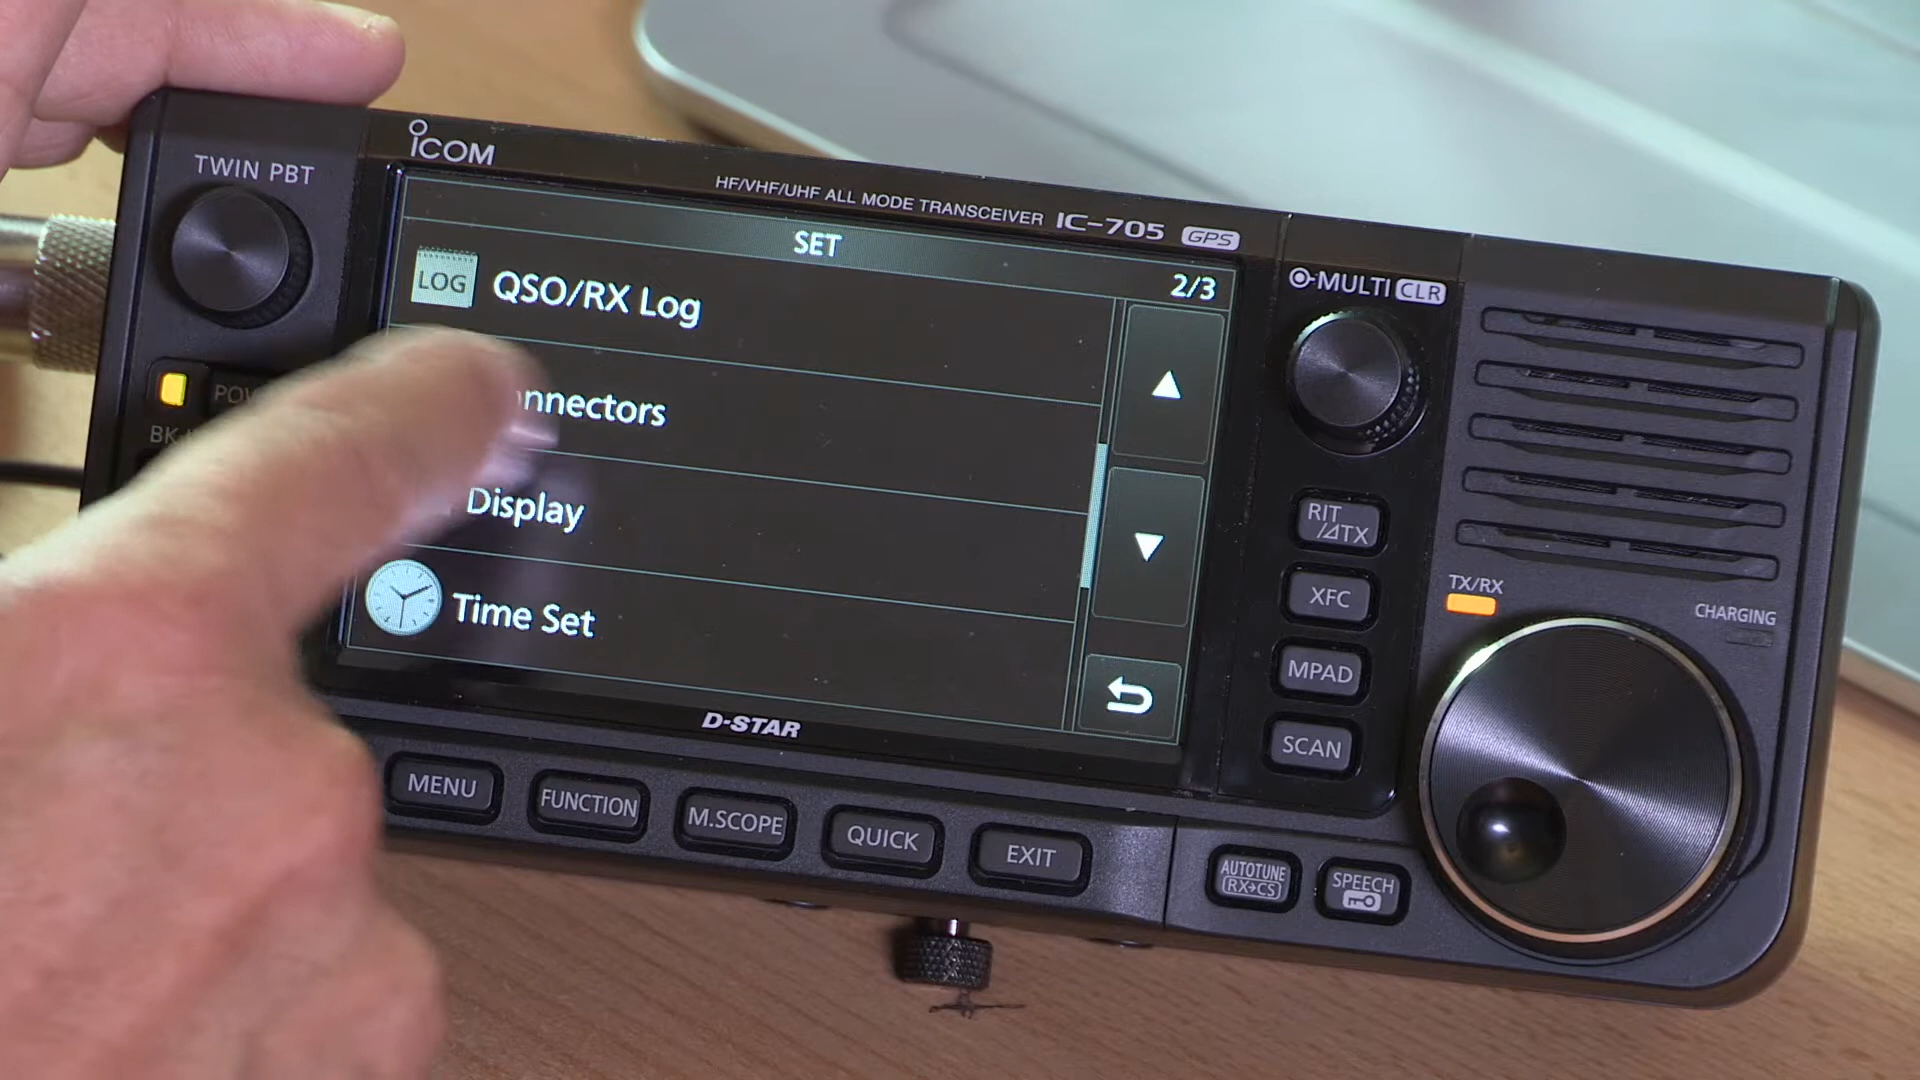 ICOM
TWIN PBT
HF/VHF/UHF ALL MODE TRANSCEIVER IC-705 GPS
SET
2/3
LOG QSO/RX Log
nnectors
Display
Time Set
MULTI CLR
POW
BK-
RIT
/⊿TX
XFC
MPAD
SCAN
TX/RX
CHARGING
D-STAR
MENU
FUNCTION
M.SCOPE
QUICK
EXIT
AUTOTUNE
RX→CS
SPEECH